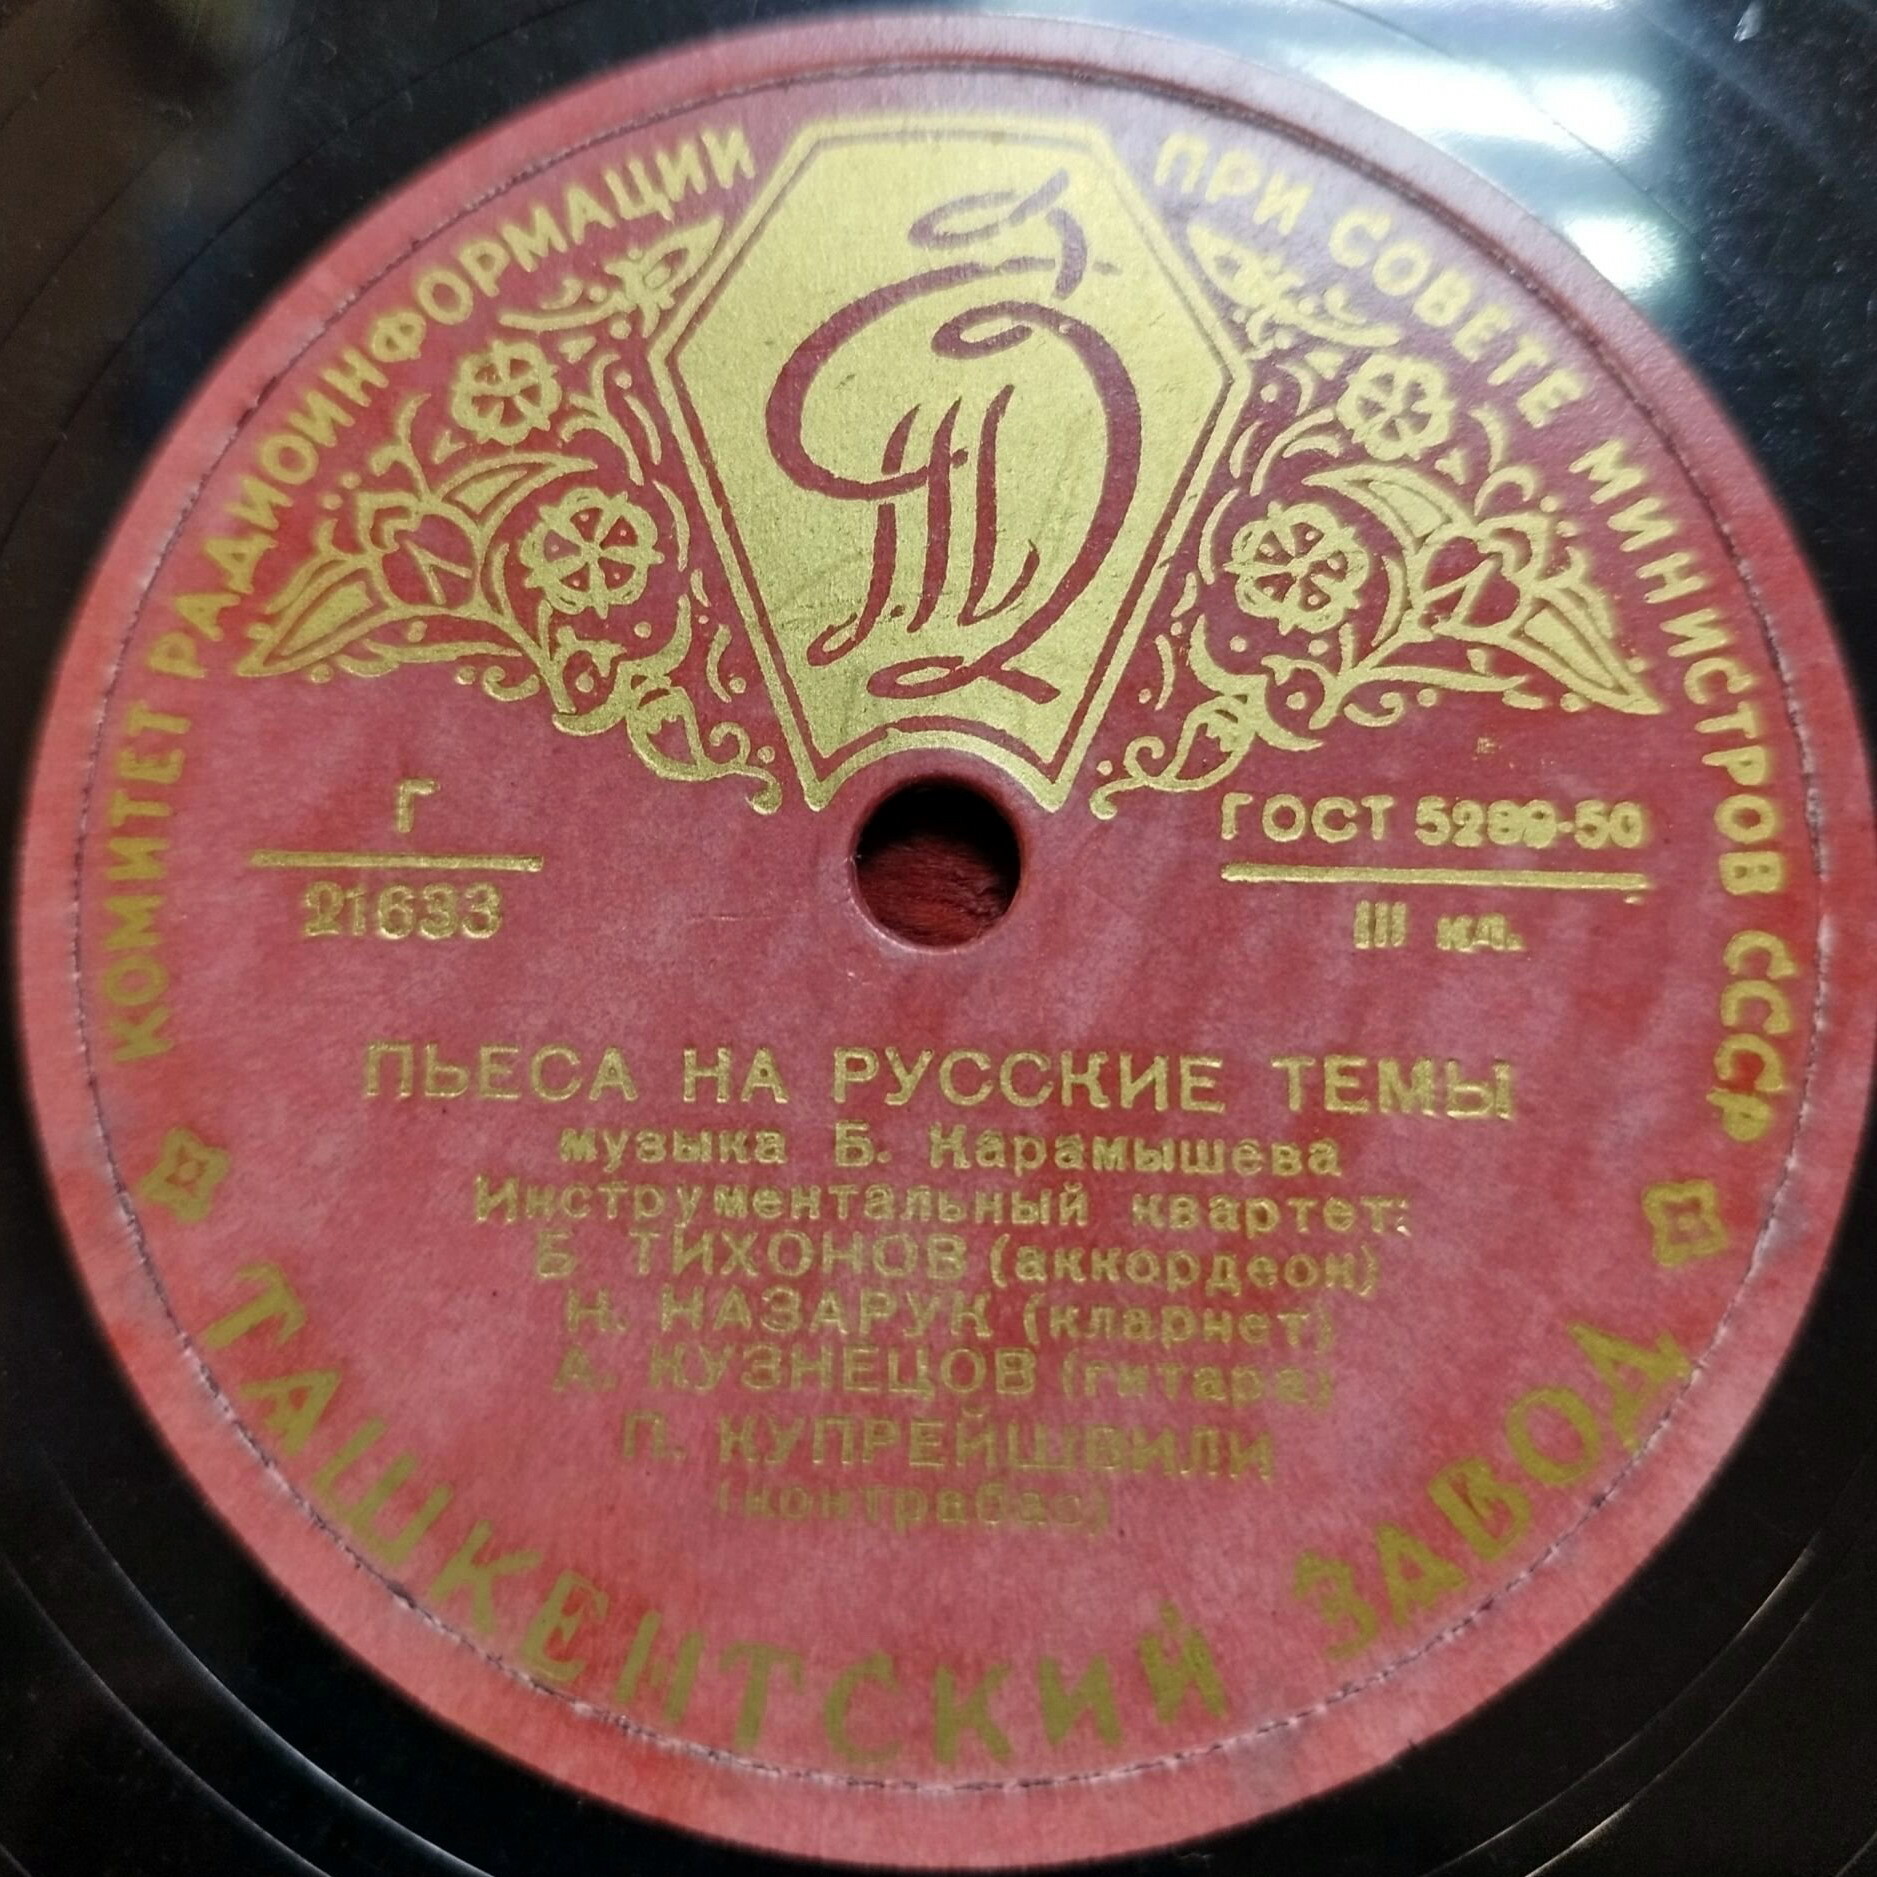 КОМИТЕТ РАДИОИНФОРМАЦИИ ПРИ СОВЕТЕ МИНИСТРОВ СССР
Г
21633
ГОСТ 5289-50
III кл.
ПЬЕСА НА РУССКИЕ ТЕМЫ
музыка Б. Карамышева
Инструментальный квартет:
Б. ТИХОНОВ (аккордеон)
Н. НАЗАРУК (кларнет)
А. КУЗНЕЦОВ (гитара)
П. КУПРЕЙШВИЛИ
(контрабас)
ТАШКЕНТСКИЙ ЗАВОД